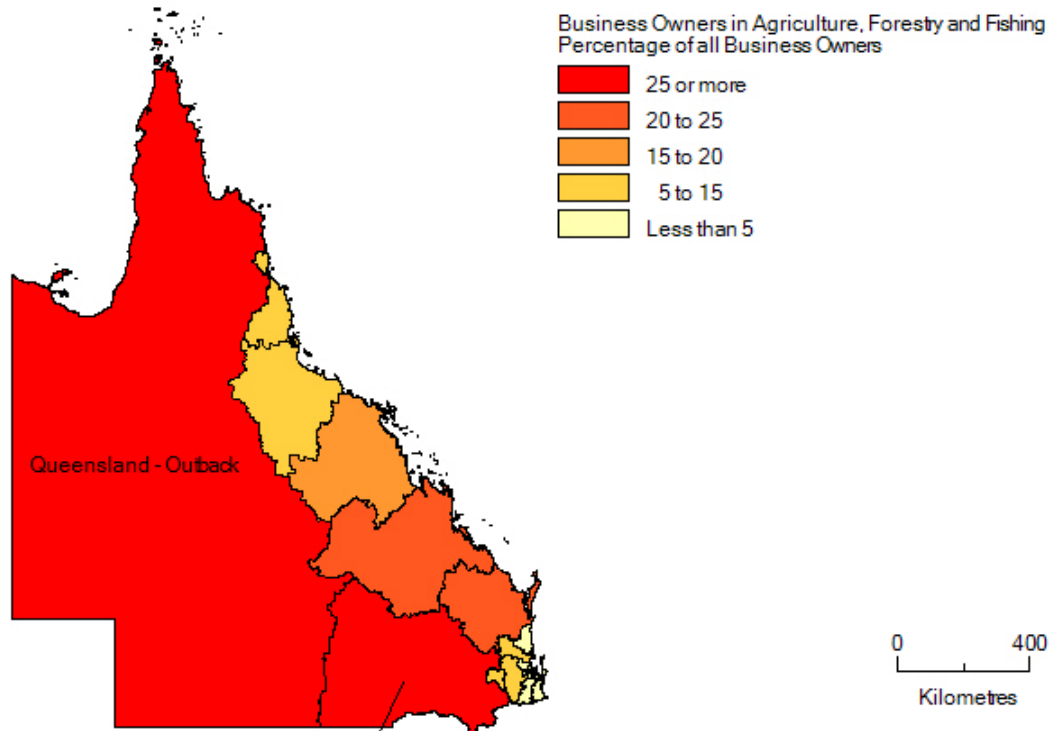 Business Owners in Agriculture, Forestry and Fishing
Percentage of all Business Owners
25 or more
20 to 25
15 to 20
5 to 15
Less than 5
Queensland - Outback
0 400
Kilometres